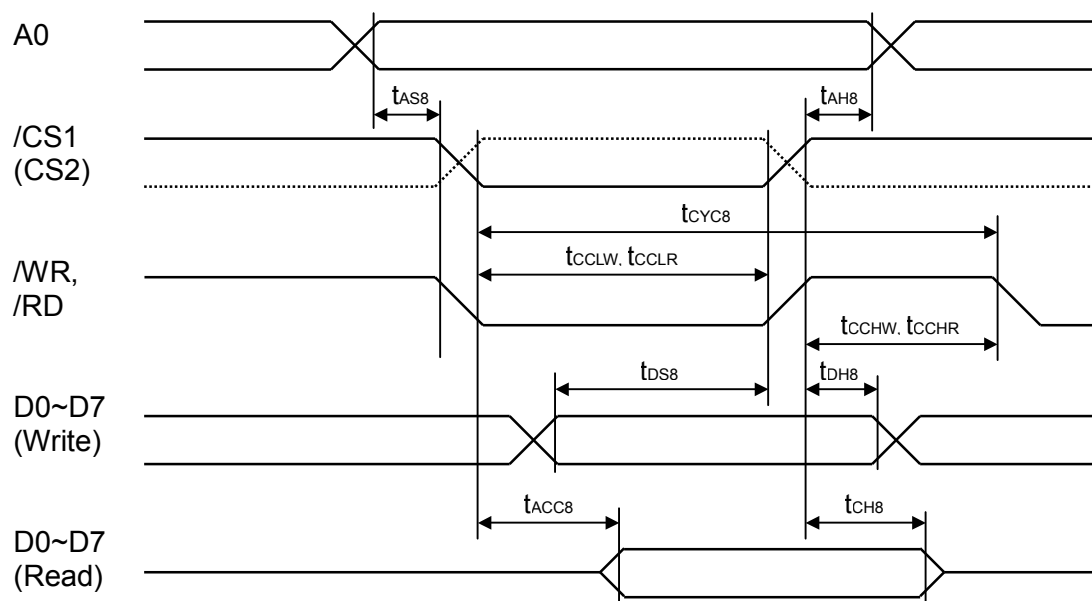 A0
tAS8
tAH8
/CS1
(CS2)
tCYC8
tCCLW, tCCLR
/WR,
/RD
tCCHW, tCCHR
tDS8
tDH8
D0~D7
(Write)
tACC8
tCH8
D0~D7
(Read)